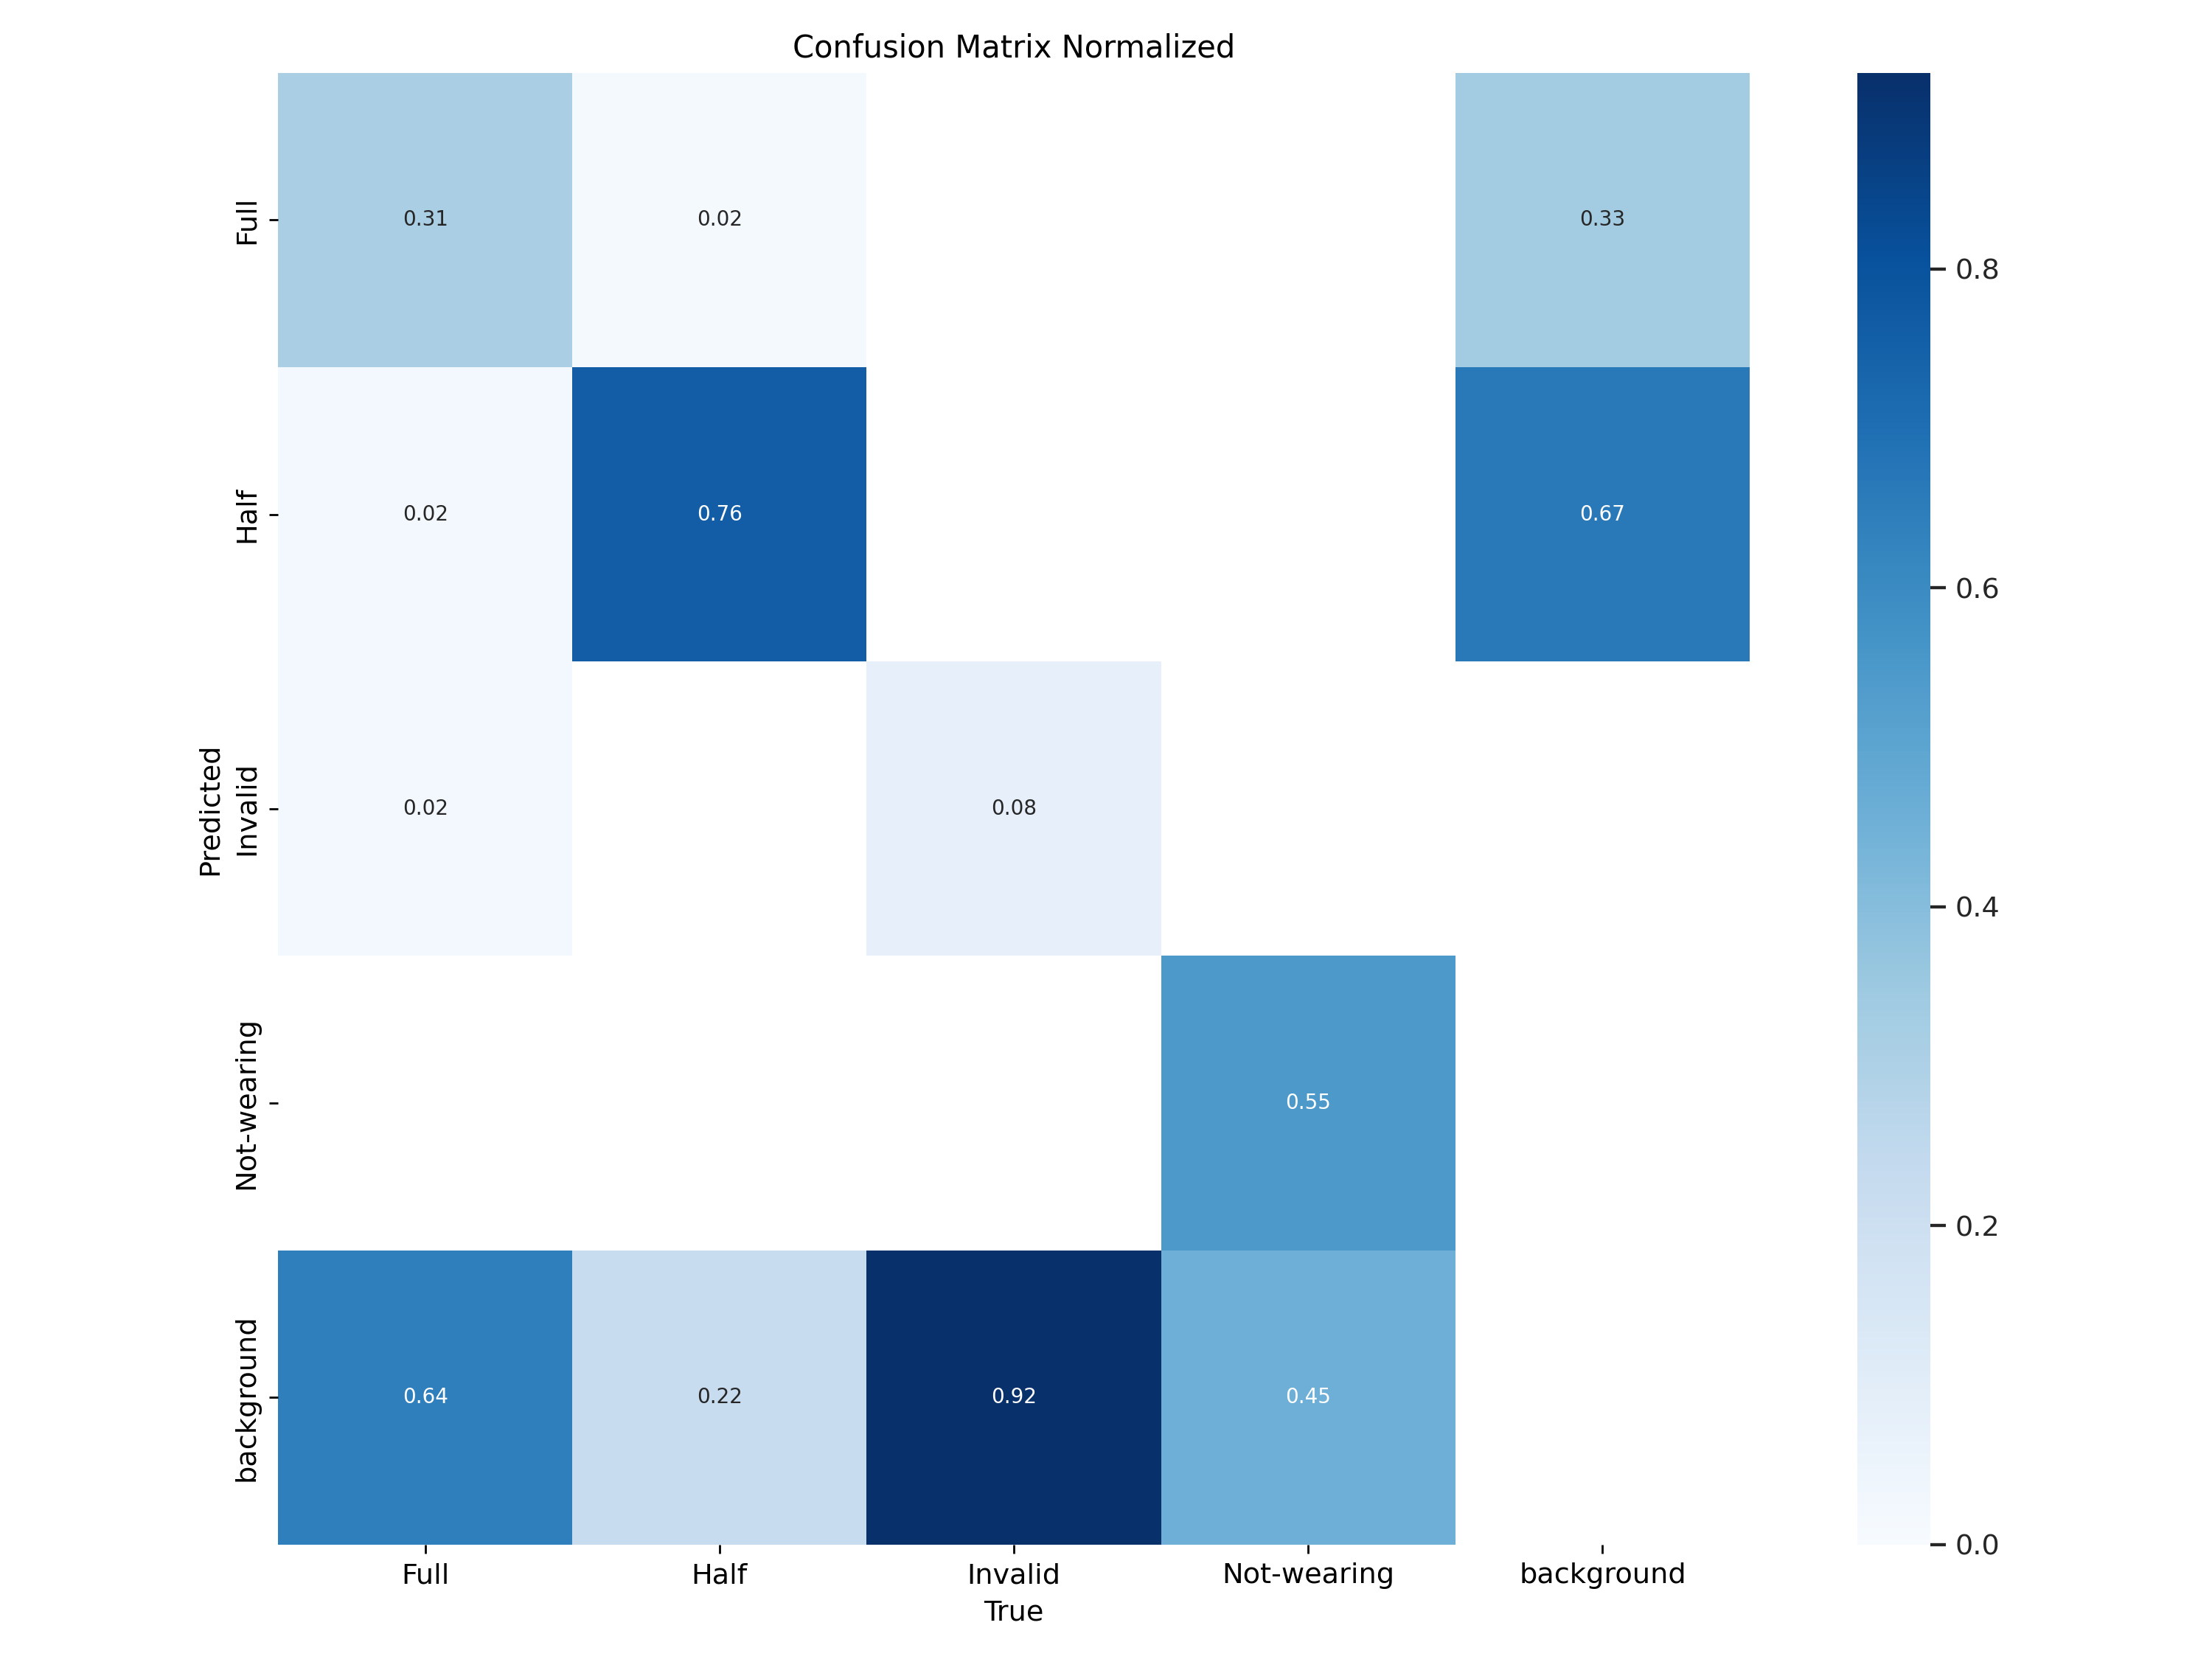 Confusion Matrix Normalized
Full
0.31
0.02
0.33
0.8
Half
0.02
0.76
0.67
0.6
Predicted
Invalid
0.02
0.08
0.4
Not-wearing
0.55
0.2
background
0.64
0.22
0.92
0.45
0.0
Full
Half
Invalid
Not-wearing
background
True